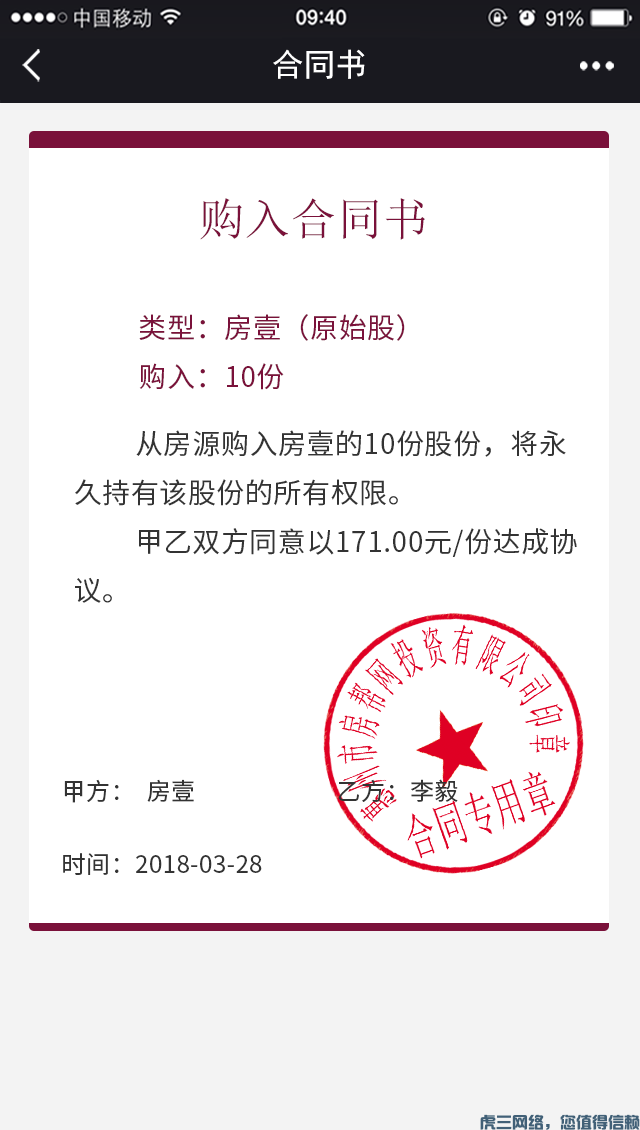 中国移动 09:40 91%
合同书
购入合同书
类型：房壹（原始股）
购入：10份
从房源购入房壹的10份股份，将永
久持有该股份的所有权限。
甲乙双方同意以171.00元/份达成协
议。
惠州市房帮网投资有限公司印章
合同专用章
甲方： 房壹 乙方：李毅
时间：2018-03-28
虎三网络，您值得信赖